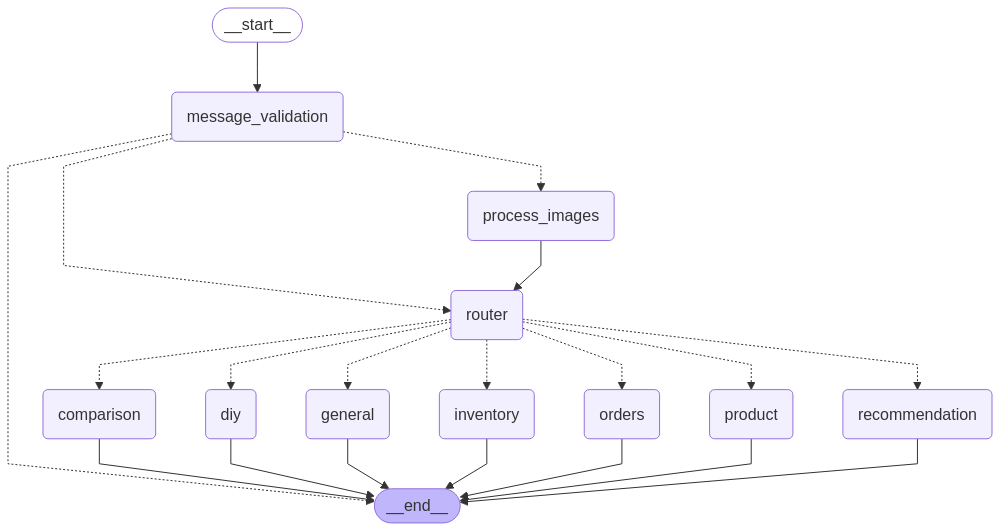 __start__
message_validation
process_images
router
comparison
diy
general
inventory
orders
product
recommendation
__end__